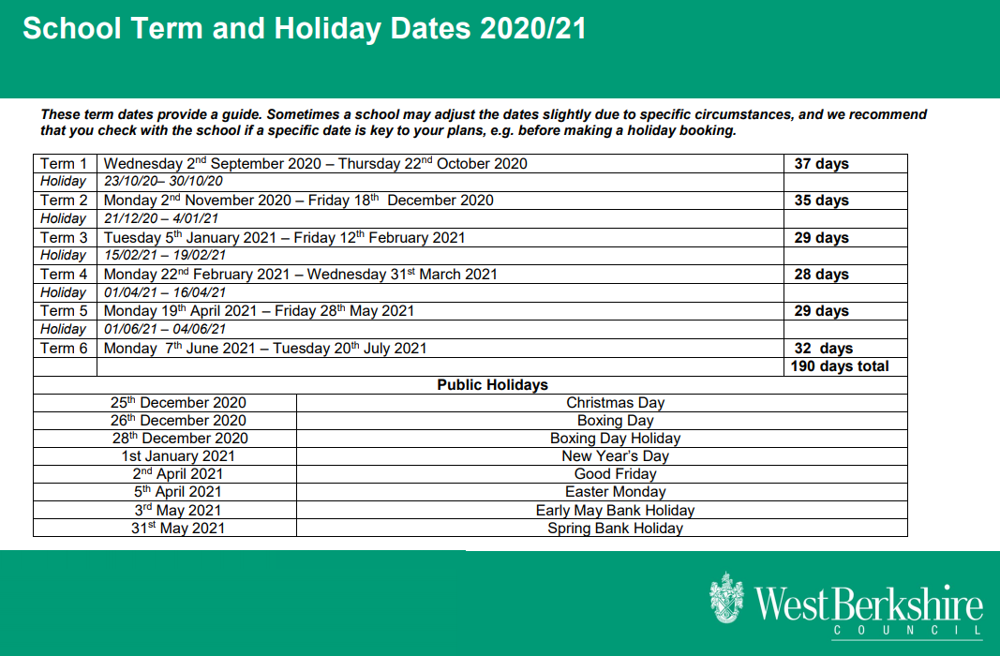 School Term and Holiday Dates 2020/21
These term dates provide a guide. Sometimes a school may adjust the dates slightly due to specific circumstances, and we recommend
that you check with the school if a specific date is key to your plans, e.g. before making a holiday booking.
Term 1 Wednesday 2nd September 2020 – Thursday 22nd October 2020 37 days
Holiday 23/10/20– 30/10/20
Term 2 Monday 2nd November 2020 – Friday 18th December 2020 35 days
Holiday 21/12/20 – 4/01/21
Term 3 Tuesday 5th January 2021 – Friday 12th February 2021 29 days
Holiday 15/02/21 – 19/02/21
Term 4 Monday 22nd February 2021 – Wednesday 31st March 2021 28 days
Holiday 01/04/21 – 16/04/21
Term 5 Monday 19th April 2021 – Friday 28th May 2021 29 days
Holiday 01/06/21 – 04/06/21
Term 6 Monday 7th June 2021 – Tuesday 20th July 2021 32 days
190 days total
Public Holidays
25th December 2020 Christmas Day
26th December 2020 Boxing Day
28th December 2020 Boxing Day Holiday
1st January 2021 New Year’s Day
2nd April 2021 Good Friday
5th April 2021 Easter Monday
3rd May 2021 Early May Bank Holiday
31st May 2021 Spring Bank Holiday
West Berkshire
COUNCIL